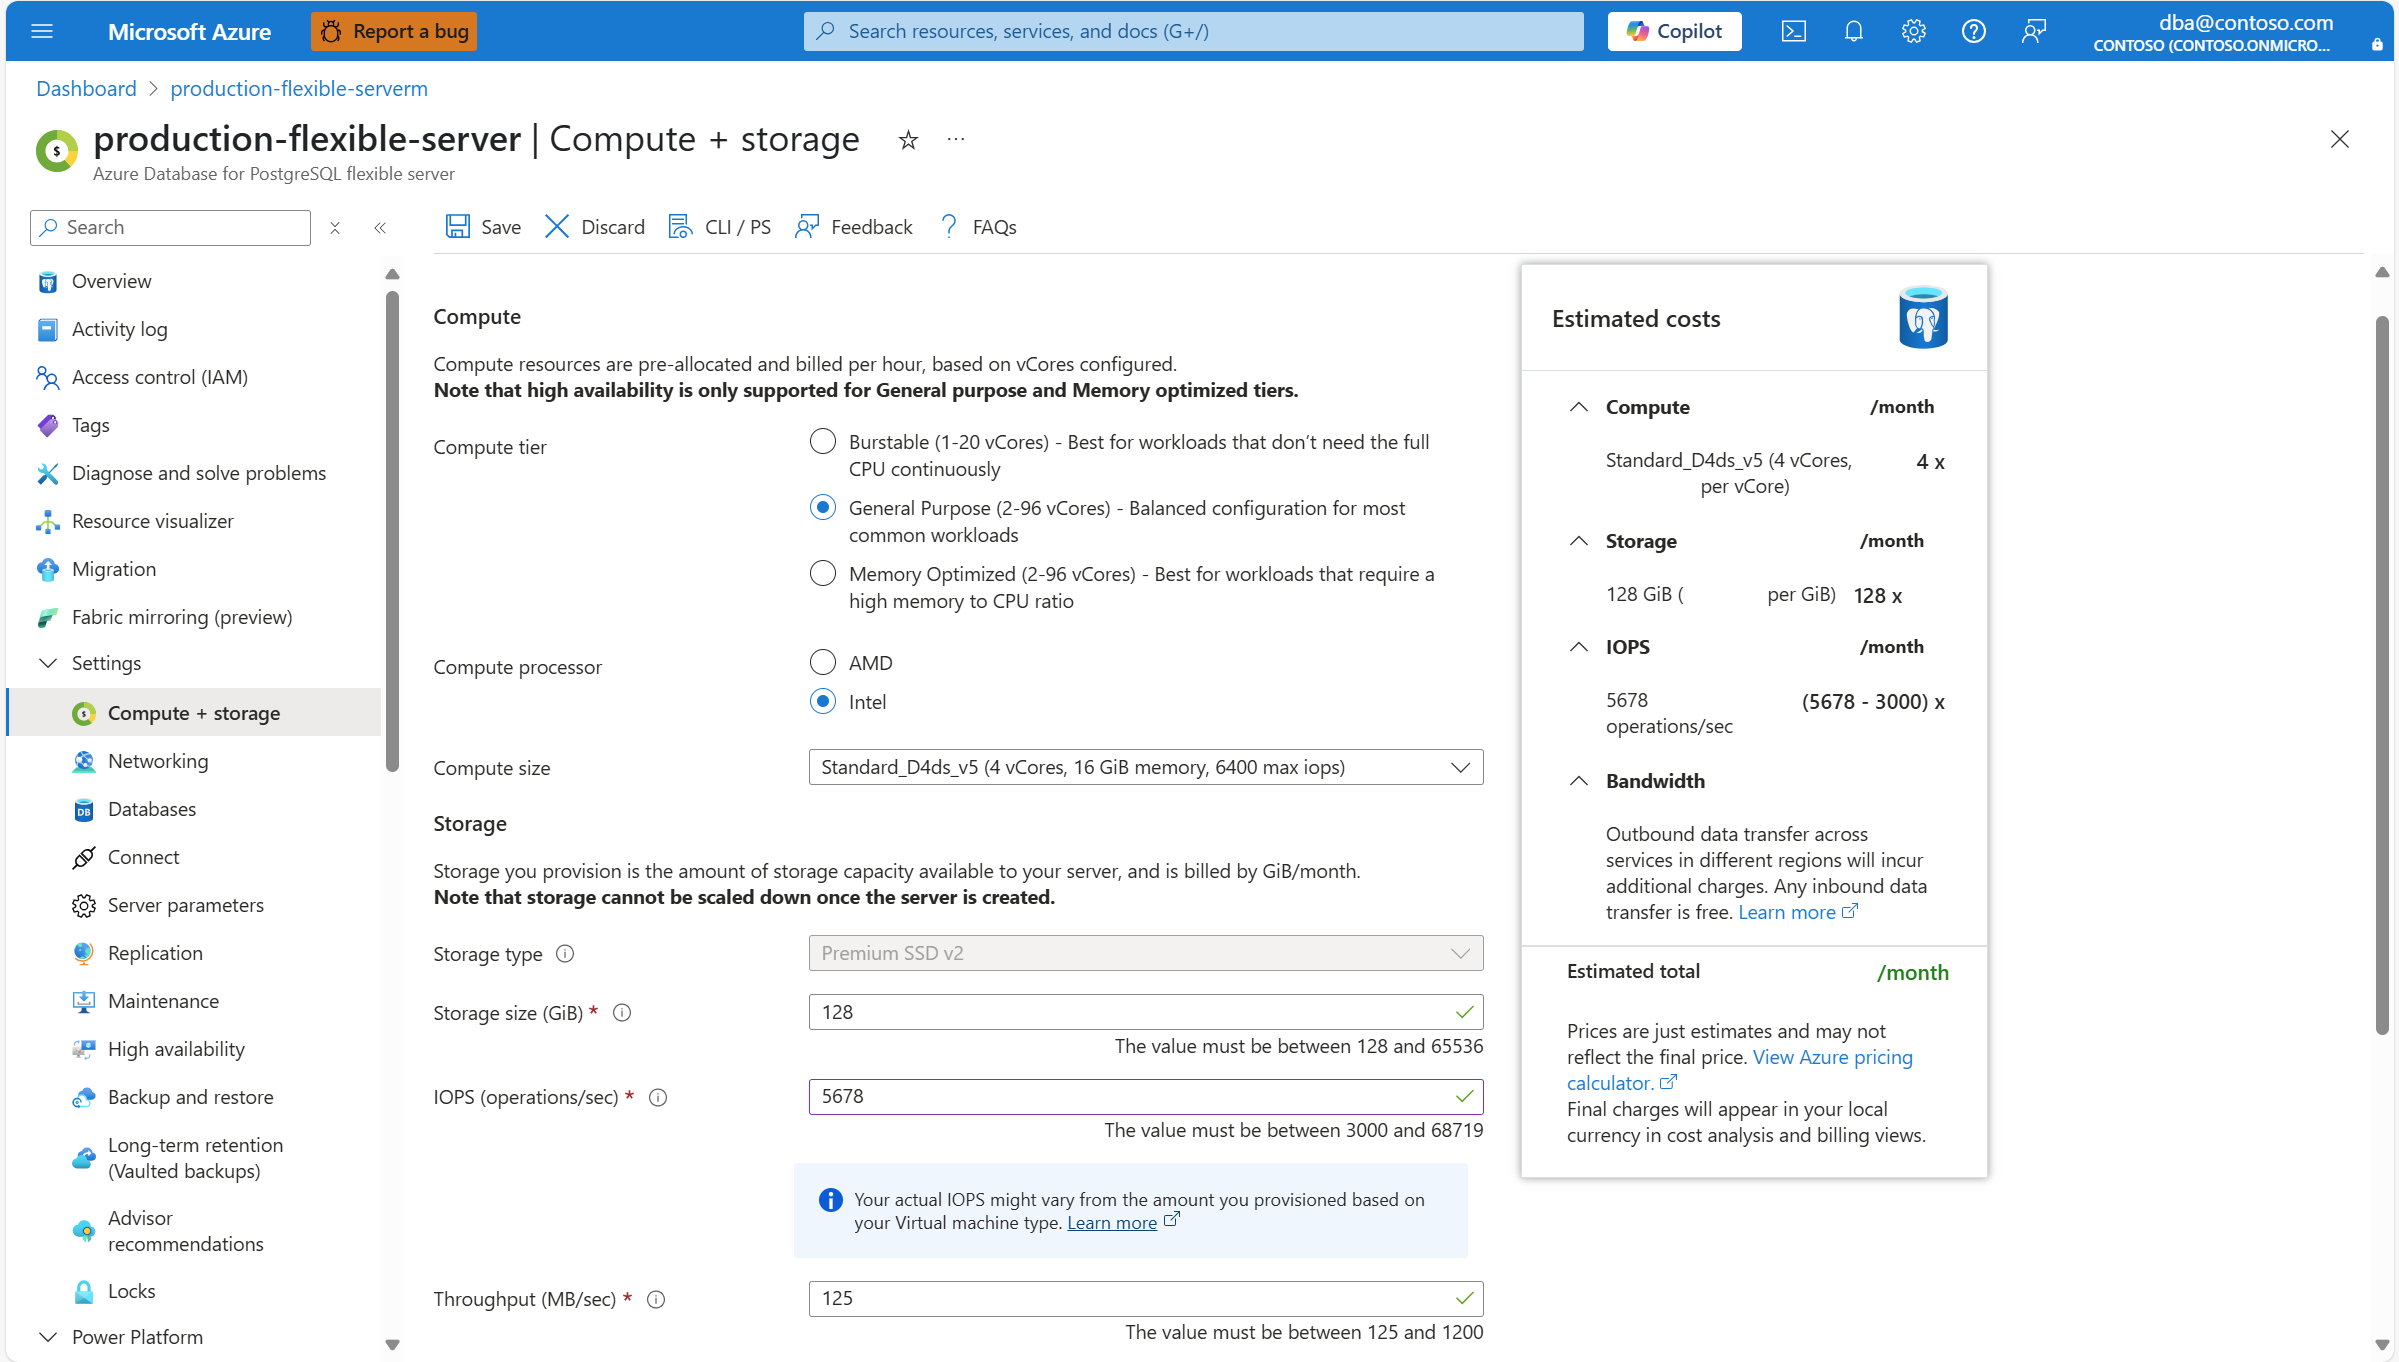 Microsoft Azure
Report a bug
Search resources, services, and docs (G+/)
Copilot
dba@contoso.com
CONTOSO (CONTOSO.ONMICRO...
Dashboard
production-flexible-serverm
production-flexible-server | Compute + storage
Azure Database for PostgreSQL flexible server
Search
Save
Discard
CLI / PS
Feedback
FAQs
Overview
Activity log
Access control (IAM)
Tags
Diagnose and solve problems
Resource visualizer
Migration
Fabric mirroring (preview)
Settings
Compute + storage
Networking
Databases
Connect
Server parameters
Replication
Maintenance
High availability
Backup and restore
Long-term retention
(Vaulted backups)
Advisor
recommendations
Locks
Power Platform
Compute
Compute resources are pre-allocated and billed per hour, based on vCores configured.
Note that high availability is only supported for General purpose and Memory optimized tiers.
Compute tier
Burstable (1-20 vCores) - Best for workloads that don’t need the full
CPU continuously
General Purpose (2-96 vCores) - Balanced configuration for most
common workloads
Memory Optimized (2-96 vCores) - Best for workloads that require a
high memory to CPU ratio
Compute processor
AMD
Intel
Compute size
Standard_D4ds_v5 (4 vCores, 16 GiB memory, 6400 max iops)
Storage
Storage you provision is the amount of storage capacity available to your server, and is billed by GiB/month.
Note that storage cannot be scaled down once the server is created.
Storage type
Premium SSD v2
Storage size (GiB) *
128
The value must be between 128 and 65536
IOPS (operations/sec) *
5678
The value must be between 3000 and 68719
Your actual IOPS might vary from the amount you provisioned based on
your Virtual machine type. Learn more
Throughput (MB/sec) *
125
The value must be between 125 and 1200
Estimated costs
Compute /month
Standard_D4ds_v5 (4 vCores, 4 x
per vCore)
Storage /month
128 GiB ( per GiB) 128 x
IOPS /month
5678 (5678 - 3000) x
operations/sec
Bandwidth
Outbound data transfer across
services in different regions will incur
additional charges. Any inbound data
transfer is free. Learn more
Estimated total /month
Prices are just estimates and may not
reflect the final price. View Azure pricing
calculator.
Final charges will appear in your local
currency in cost analysis and billing views.